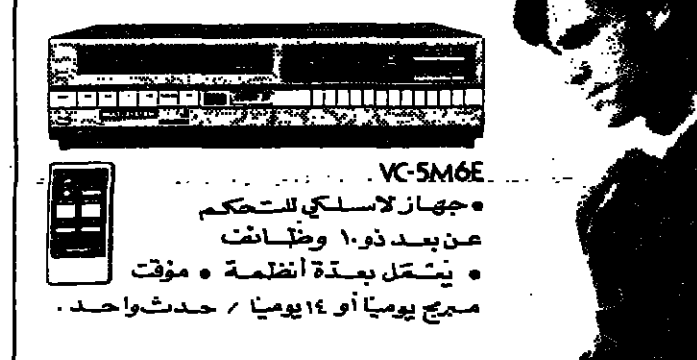 VC-5M6E
• جهاز لاسلكي للتحكم
عن بعد ذو ١٠ وظائف
• يشتغل بعدة أنظمة • مؤقت
مبرمج يومياً أو ١٤ يومياً / حدث واحد .